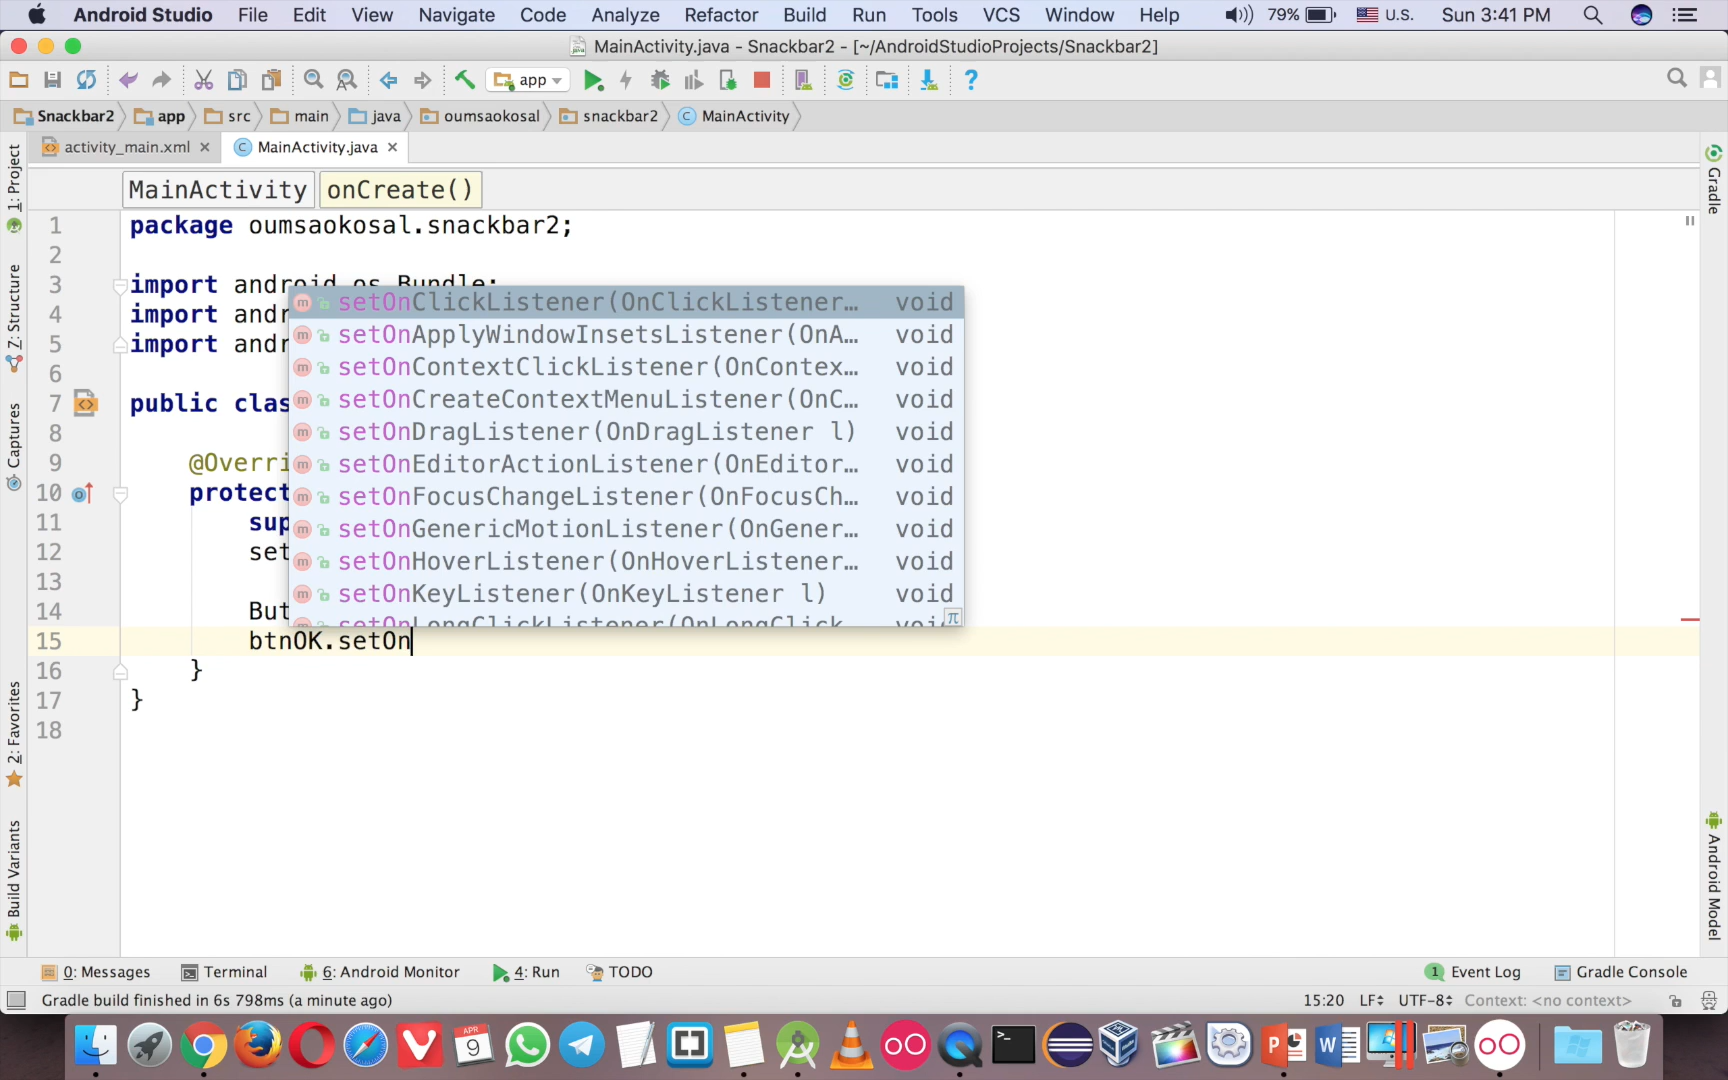 Android Studio File Edit View Navigate Code Analyze Refactor Build Run Tools VCS Window Help 79% U.S. Sun 3:41 PM
MainActivity.java - Snackbar2 - [~/AndroidStudioProjects/Snackbar2]
app
Snackbar2 app src main java oumsaokosal snackbar2 MainActivity
activity_main.xml MainActivity.java
MainActivity onCreate()
1 package oumsaokosal.snackbar2;
2
3 import android.os.Bundle;
4 import andr
5 import andr
6
7 public clas
8
9 @Overri
10 protect
11 sup
12 set
13
14 But
15 btnOK.setOn
16 }
17 }
18
setOnClickListener(OnClickListener… void
setOnApplyWindowInsetsListener(OnA… void
setOnContextClickListener(OnContex… void
setOnCreateContextMenuListener(OnC… void
setOnDragListener(OnDragListener l) void
setOnEditorActionListener(OnEditor… void
setOnFocusChangeListener(OnFocusCh… void
setOnGenericMotionListener(OnGener… void
setOnHoverListener(OnHoverListener… void
setOnKeyListener(OnKeyListener l) void
setOnLongClickListener(OnLongClick void
π
1: Project
Z: Structure
Captures
2: Favorites
Build Variants
Gradle
Android Model
0: Messages Terminal 6: Android Monitor 4: Run TODO 1 Event Log Gradle Console
Gradle build finished in 6s 798ms (a minute ago) 15:20 LF UTF-8 Context: <no context>
APR
9
P
W